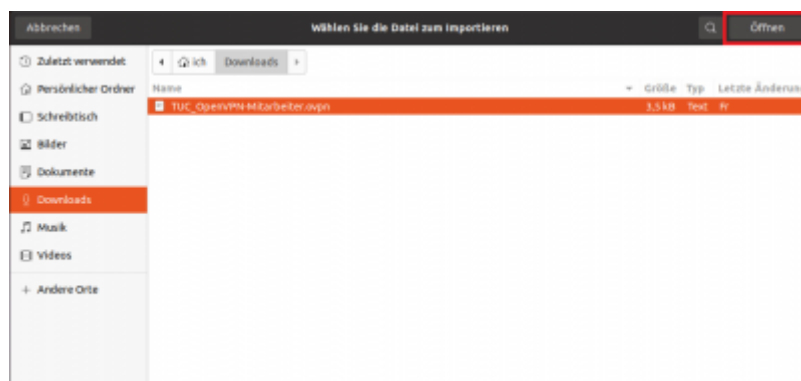 Abbrechen Wählen Sie die Datei zum Importieren Öffnen
Zuletzt verwendet
Persönlicher Ordner
Schreibtisch
Bilder
Dokumente
Downloads
Musik
Videos
+ Andere Orte
ich Downloads
Name Größe Typ Letzte Änderung
TUC_OpenVPN-Mitarbeiter.ovpn 3,5 kB Text Fr